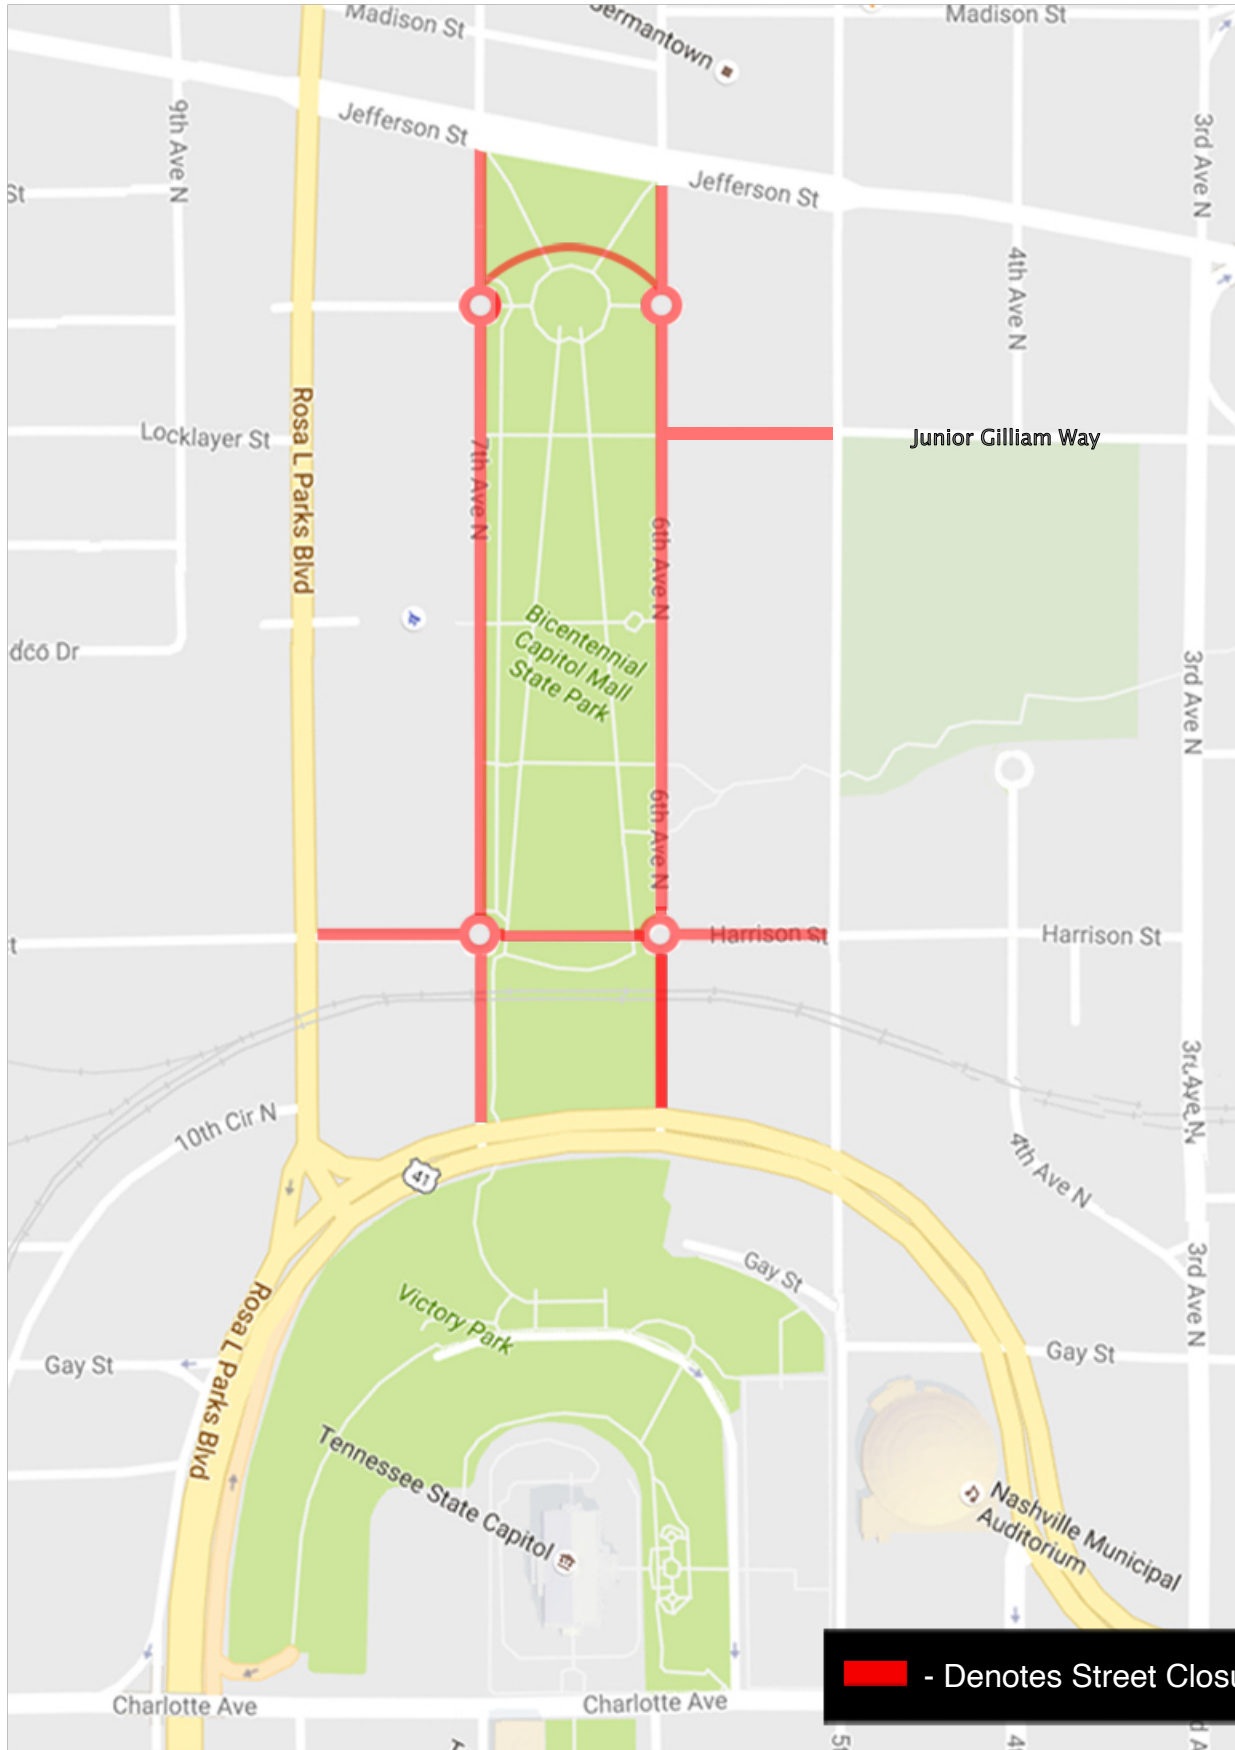 Madison St
Germantown
Madison St
9th Ave N
Jefferson St
Jefferson St
3rd Ave N
St
4th Ave N
Rosa L Parks Blvd
Locklayer St
7th Ave N
Junior Gilliam Way
6th Ave N
Bicentennial
Capitol Mall
State Park
dco Dr
3rd Ave N
6th Ave N
Harrison St
Harrison St
t
10th Cir N
41
3rd Ave N
4th Ave N
Gay St
3rd Ave N
Rosa L Parks Blvd
Victory Park
Gay St
Gay St
Tennessee State Capitol
Nashville Municipal
Auditorium
- Denotes Street Closu
Charlotte Ave
Charlotte Ave